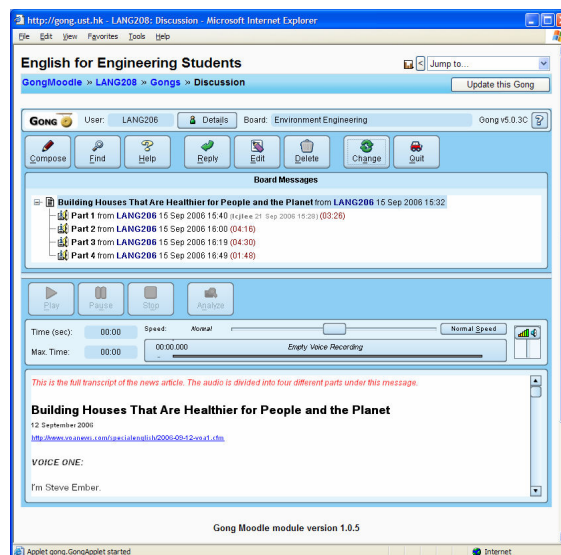 http://gong.ust.hk - LANG208: Discussion - Microsoft Internet Explorer
File Edit View Favorites Tools Help
English for Engineering Students
< Jump to...
GongMoodle » LANG208 » Gongs » Discussion
Update this Gong
GONG User: LANG206 Details Board: Environment Engineering Gong v5.0.3C ?
Compose Find Help Reply Edit Delete Change Quit
Board Messages
Building Houses That Are Healthier for People and the Planet from LANG206 15 Sep 2006 15:32
Part 1 from LANG206 15 Sep 2006 15:40 (lcjlee 21 Sep 2006 15:28) (03:26)
Part 2 from LANG206 15 Sep 2006 16:00 (04:16)
Part 3 from LANG206 15 Sep 2006 16:19 (04:30)
Part 4 from LANG206 15 Sep 2006 16:49 (01:48)
Play Pause Stop Analyze
Time (sec): 00:00 Speed: Normal Normal Speed
Max. Time: 00:00 00:00.000 Empty Voice Recording
This is the full transcript of the news article. The audio is divided into four different parts under this message.
Building Houses That Are Healthier for People and the Planet
12 September 2006
http://www.voanews.com/specialenglish/2006-09-12-voa1.cfm
VOICE ONE:
I'm Steve Ember.
Gong Moodle module version 1.0.5
Applet gong.GongApplet started Internet